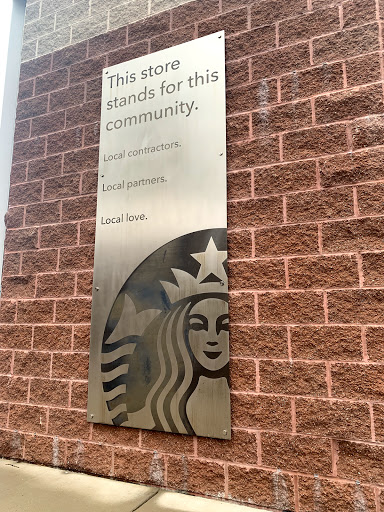 This store
stands for this
community.
Local contractors.
Local partners.
Local love.